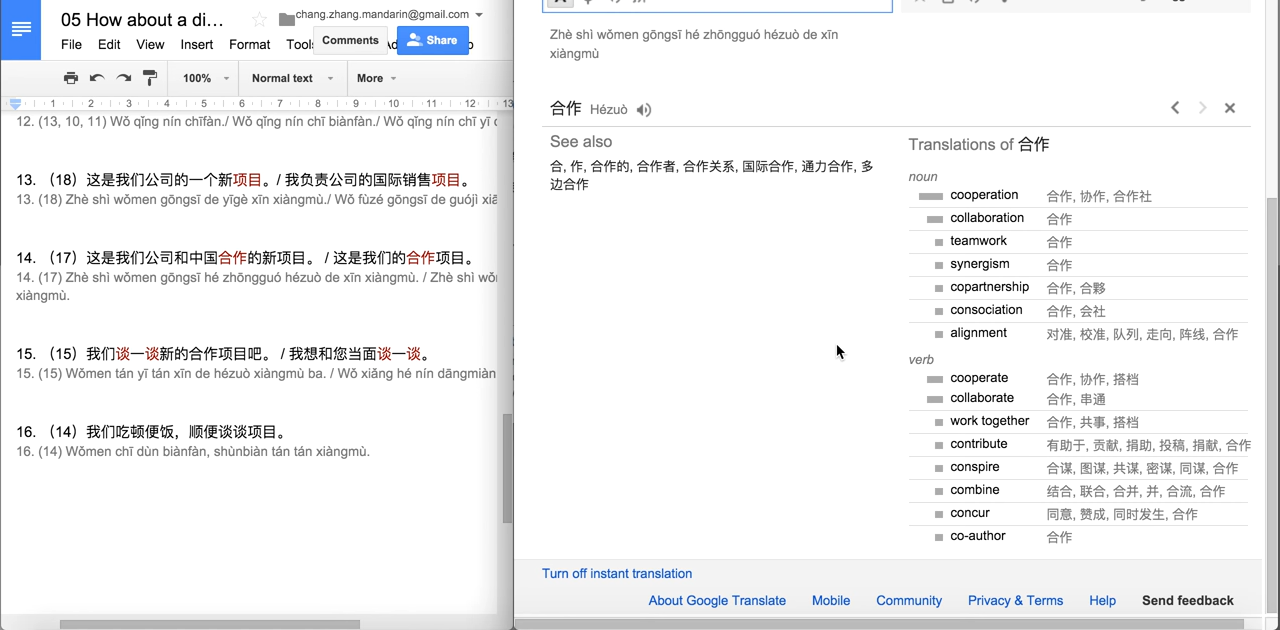 05 How about a di...
chang.zhang.mandarin@gmail.com
File Edit View Insert Format
Comments
Share
100% Normal text More
1 2 3 4 5 6 7 8 9 10 11 12 13
12. (13, 10, 11) Wǒ qǐng nín chīfàn./ Wǒ qǐng nín chī biànfàn./ Wǒ qǐng nín chī yī
13. （18）这是我们公司的一个新项目。/ 我负责公司的国际销售项目。
13. (18) Zhè shì wǒmen gōngsī de yīgè xīn xiàngmù./ Wǒ fùzé gōngsī de guójì
14. （17）这是我们公司和中国合作的新项目。 / 这是我们的合作项目。
14. (17) Zhè shì wǒmen gōngsī hé zhōngguó hézuò de xīn xiàngmù. / Zhè shì
xiàngmù.
15. （15）我们谈一谈新的合作项目吧。 / 我想和您当面谈一谈。
15. (15) Wǒmen tán yī tán xīn de hézuò xiàngmù ba. / Wǒ xiǎng hé nín dāngmiàn
16. （14）我们吃顿便饭，顺便谈谈项目。
16. (14) Wǒmen chī dùn biànfàn, shùnbiàn tán tán xiàngmù.
Zhè shì wǒmen gōngsī hé zhōngguó hézuò de xīn
xiàngmù
合作 Hézuò
See also
合, 作, 合作的, 合作者, 合作关系, 国际合作, 通力合作, 多
边合作
Translations of 合作
noun
cooperation 合作, 协作, 合作社
collaboration 合作
teamwork 合作
synergism 合作
copartnership 合作, 合夥
consociation 合作, 会社
alignment 对准, 校准, 队列, 走向, 阵线, 合作
verb
cooperate 合作, 协作, 搭档
collaborate 合作, 串通
work together 合作, 共事, 搭档
contribute 有助于, 贡献, 捐助, 投稿, 捐献, 合作
conspire 合谋, 图谋, 共谋, 密谋, 同谋, 合作
combine 结合, 联合, 合并, 并, 合流, 合作
concur 同意, 赞成, 同时发生, 合作
co-author 合作
Turn off instant translation
About Google Translate Mobile Community Privacy & Terms Help Send feedback